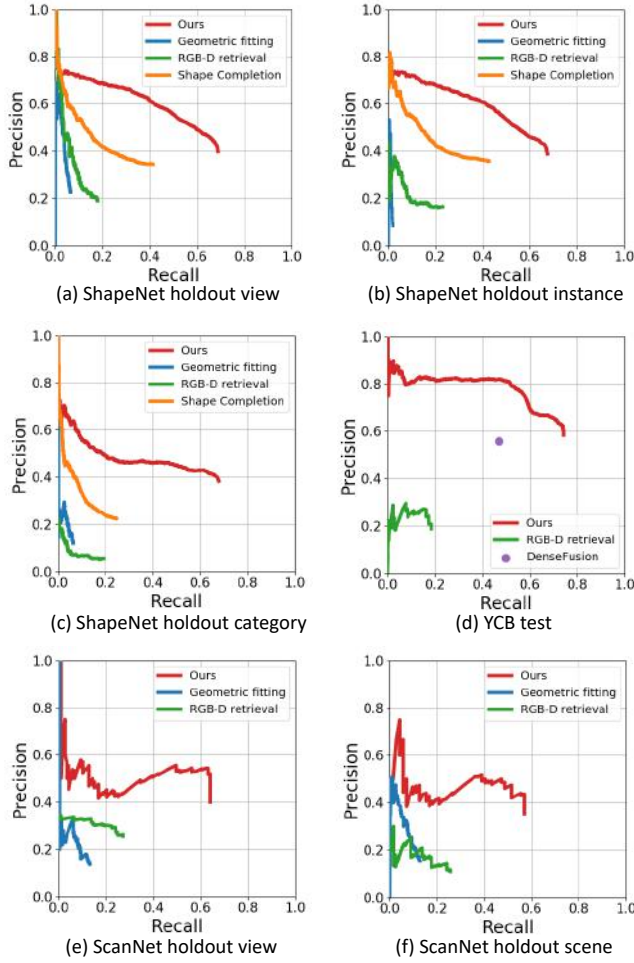 1.0
0.8
0.6
0.4
0.2
0.0
Precision
Ours
Geometric fitting
RGB-D retrieval
Shape Completion
0.0 0.2 0.4 0.6 0.8 1.0
Recall
(a) ShapeNet holdout view
1.0
0.8
0.6
0.4
0.2
0.0
Precision
Ours
Geometric fitting
RGB-D retrieval
Shape Completion
0.0 0.2 0.4 0.6 0.8 1.0
Recall
(b) ShapeNet holdout instance
1.0
0.8
0.6
0.4
0.2
0.0
Precision
Ours
Geometric fitting
RGB-D retrieval
Shape Completion
0.0 0.2 0.4 0.6 0.8 1.0
Recall
(c) ShapeNet holdout category
1.0
0.8
0.6
0.4
0.2
0.0
Precision
Ours
RGB-D retrieval
DenseFusion
0.0 0.2 0.4 0.6 0.8 1.0
Recall
(d) YCB test
1.0
0.8
0.6
0.4
0.2
0.0
Precision
Ours
Geometric fitting
RGB-D retrieval
0.0 0.2 0.4 0.6 0.8 1.0
Recall
(e) ScanNet holdout view
1.0
0.8
0.6
0.4
0.2
0.0
Precision
Ours
Geometric fitting
RGB-D retrieval
0.0 0.2 0.4 0.6 0.8 1.0
Recall
(f) ScanNet holdout scene